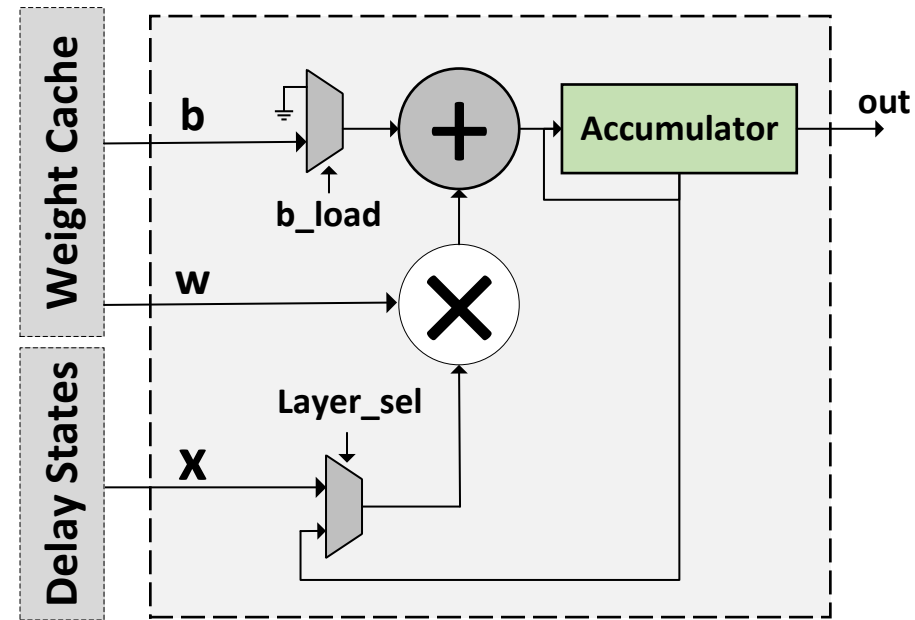 Weight Cache
b
b_load
+
Accumulator
out
w
×
Delay States
Layer_sel
x